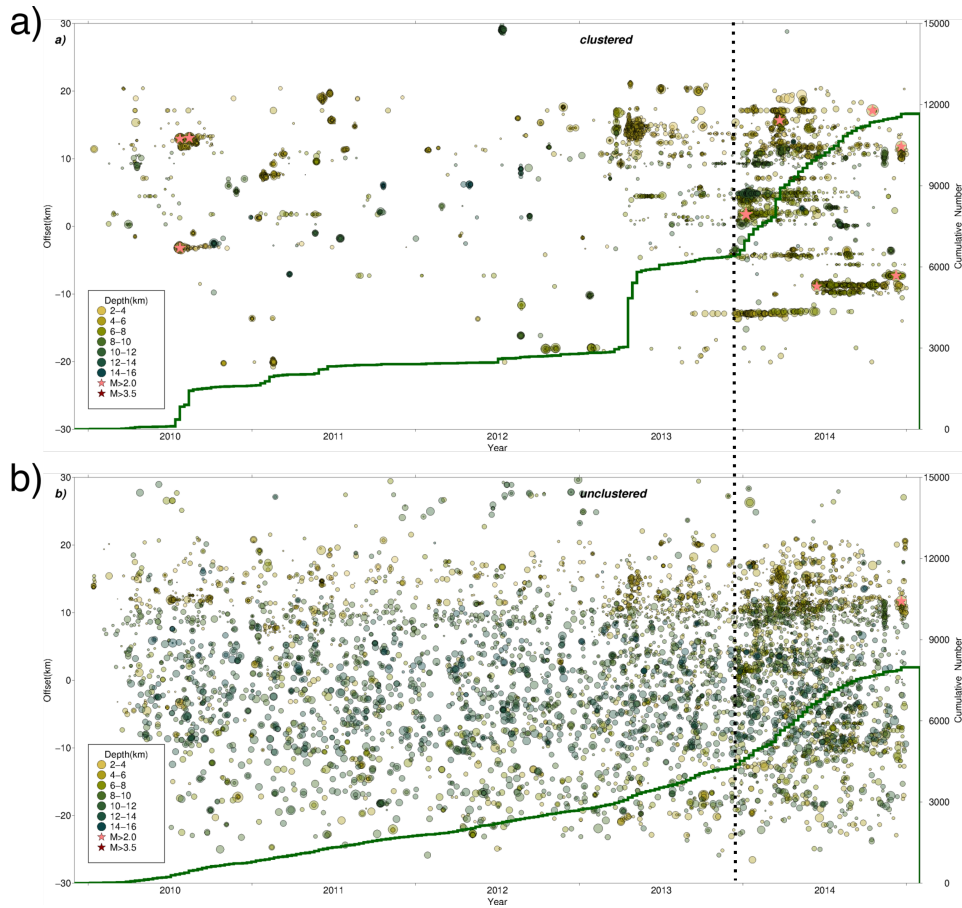 a)
a)
clustered
30
20
10
0
−10
−20
−30
Offset(km)
15000
12000
9000
6000
3000
0
Cumulative Number
Depth(km)
2−4
4−6
6−8
8−10
10−12
12−14
14−16
M>2.0
M>3.5
2010
2011
2012
2013
2014
Year
b)
b)
unclustered
30
20
10
0
−10
−20
−30
Offset(km)
15000
12000
9000
6000
3000
0
Cumulative Number
Depth(km)
2−4
4−6
6−8
8−10
10−12
12−14
14−16
M>2.0
M>3.5
2010
2011
2012
2013
2014
Year